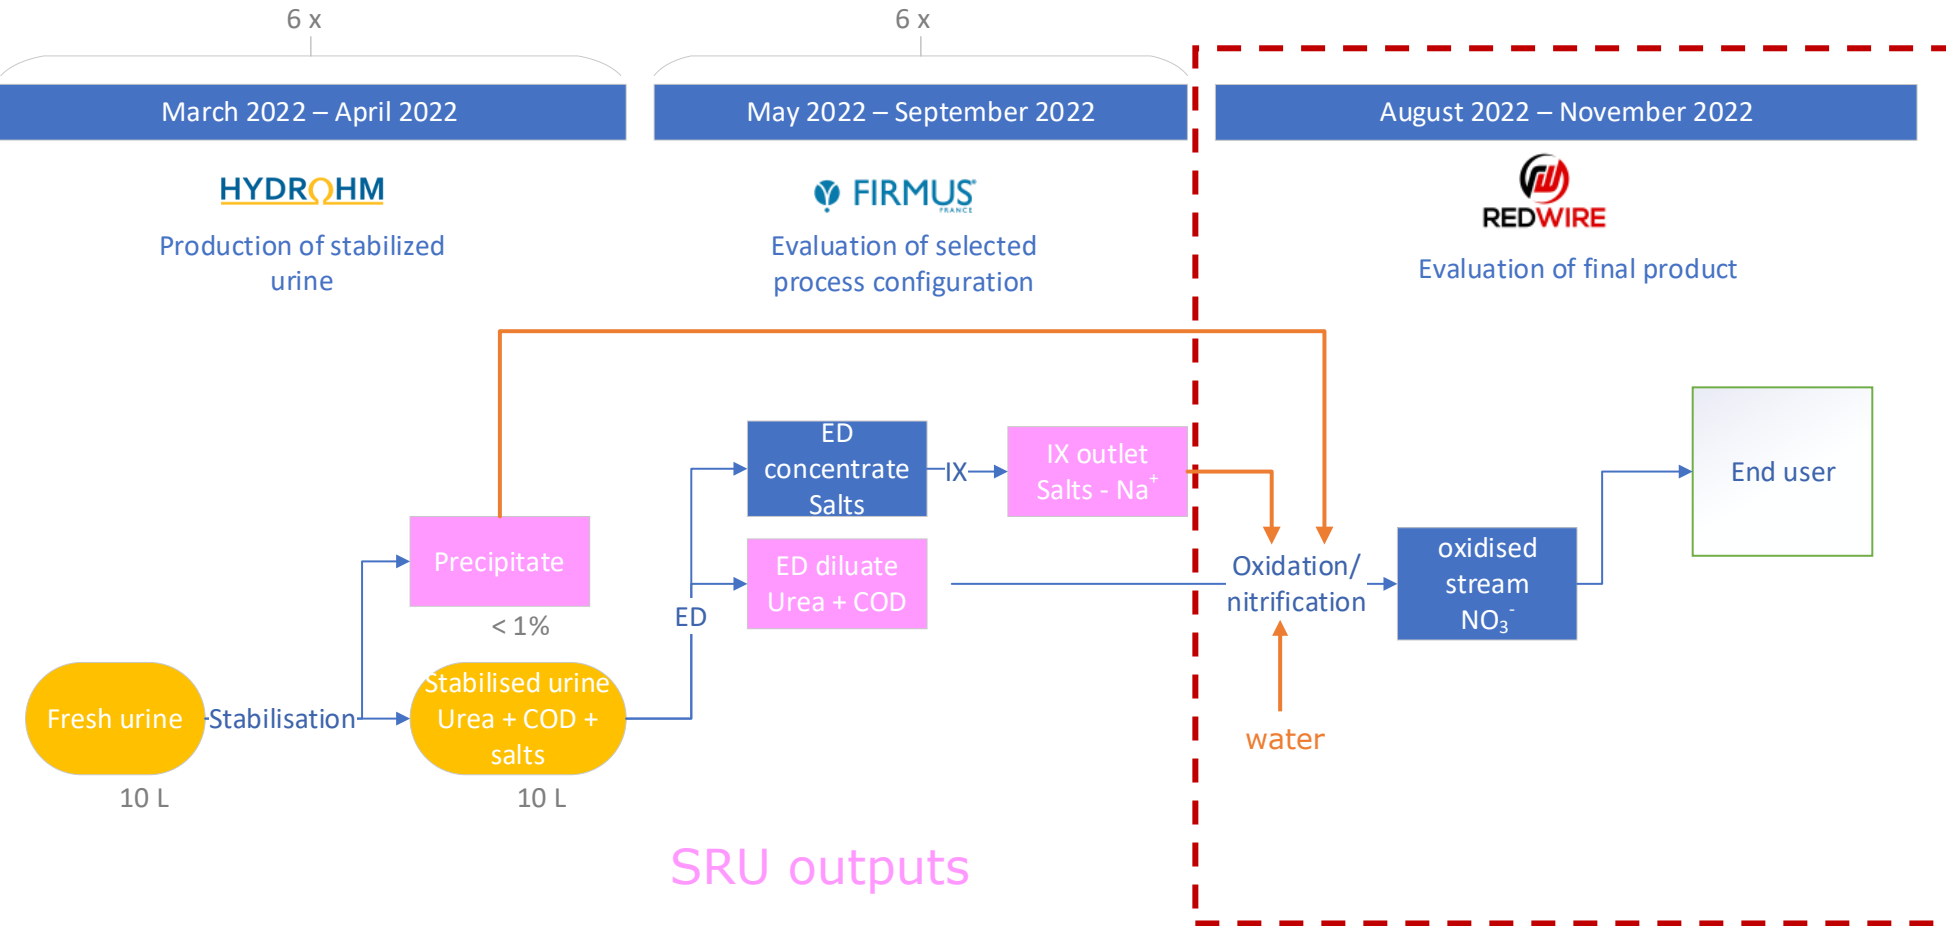 6 x
6 x
March 2022 – April 2022
May 2022 – September 2022
August 2022 – November 2022
HYDROHM
FIRMUS
FRANCE
REDWIRE
Production of stabilized
urine
Evaluation of selected
process configuration
Evaluation of final product
ED
concentrate
Salts
IX
IX outlet
Salts - Na⁺
End user
Precipitate
< 1%
ED
ED diluate
Urea + COD
Oxidation/
nitrification
oxidised
stream
NO₃⁻
Fresh urine
Stabilisation
Stabilised urine
Urea + COD +
salts
10 L
10 L
water
SRU outputs